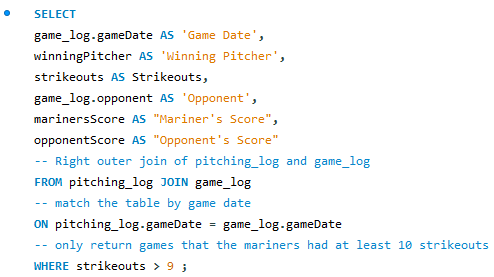 SELECT
game_log.gameDate AS 'Game Date',
winningPitcher AS 'Winning Pitcher',
strikeouts AS Strikeouts,
game_log.opponent AS 'Opponent',
marinersScore AS "Mariner's Score",
opponentScore AS "Opponent's Score"
-- Right outer join of pitching_log and game_log
FROM pitching_log JOIN game_log
-- match the table by game date
ON pitching_log.gameDate = game_log.gameDate
-- only return games that the mariners had at least 10 strikeouts
WHERE strikeouts > 9 ;